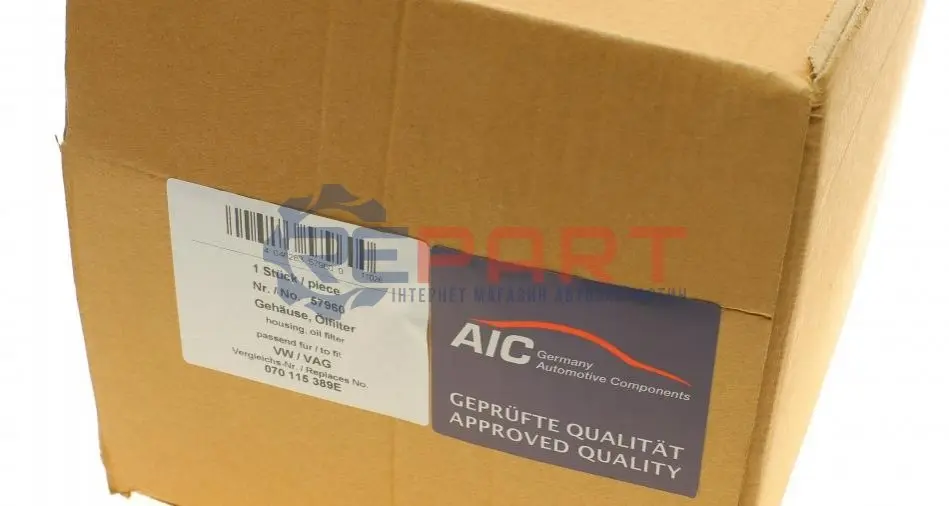 1 Stück / piece
Nr. / No. 57960
Gehäuse, Ölfilter
housing, oil filter
passend für / to fit
VW / VAG
Vergleichs-Nr. / Replaces No.
070 115 389E
AIC Germany
Automotive Components
GEPRÜFTE QUALITÄT
APPROVED QUALITY
EPART
ІНТЕРНЕТ МАГАЗИН АВТОЗАПЧАСТИН